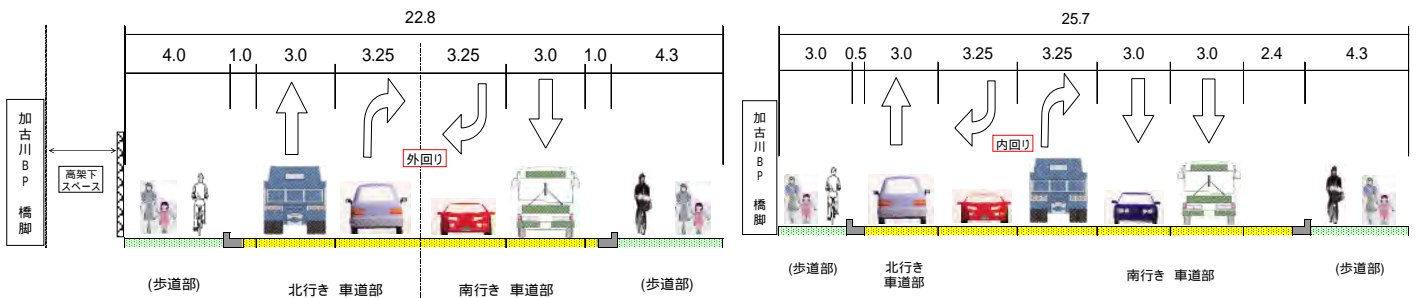 22.8
4.0 1.0 3.0 3.25 3.25 3.0 1.0 4.3
加古川BP 橋脚
高架下
スペース
外回り
(歩道部)
北行き 車道部
南行き 車道部
(歩道部)
25.7
3.0 0.5 3.0 3.25 3.25 3.0 3.0 2.4 4.3
加古川BP 橋脚
内回り
(歩道部)
北行き
車道部
南行き 車道部
(歩道部)